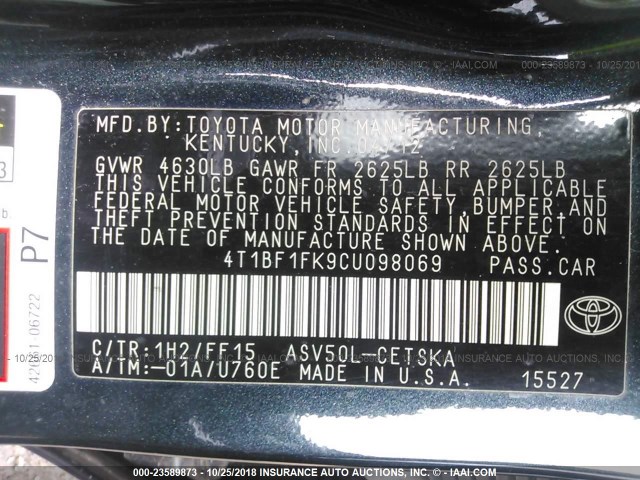 MFD.BY:TOYOTA MOTOR MANUFACTURING,
KENTUCKY, INC.
GVWR 4630LB GAWR FR 2625LB RR 2625LB
THIS VEHICLE CONFORMS TO ALL APPLICABLE
FEDERAL MOTOR VEHICLE SAFETY, BUMPER, AND
THEFT PREVENTION STANDARDS IN EFFECT ON
THE DATE OF MANUFACTURE SHOWN ABOVE.
4T1BF1FK9CU098069 PASS.CAR
C/TR:1H2/FF15 ASV50L-CETSKA
A/TM:-01A/U760E MADE IN U.S.A. 15527
TOYOTA
P7
000-23589873 - 10/25/2018 INSURANCE AUTO AUCTIONS - © - WWW.IAAI.COM